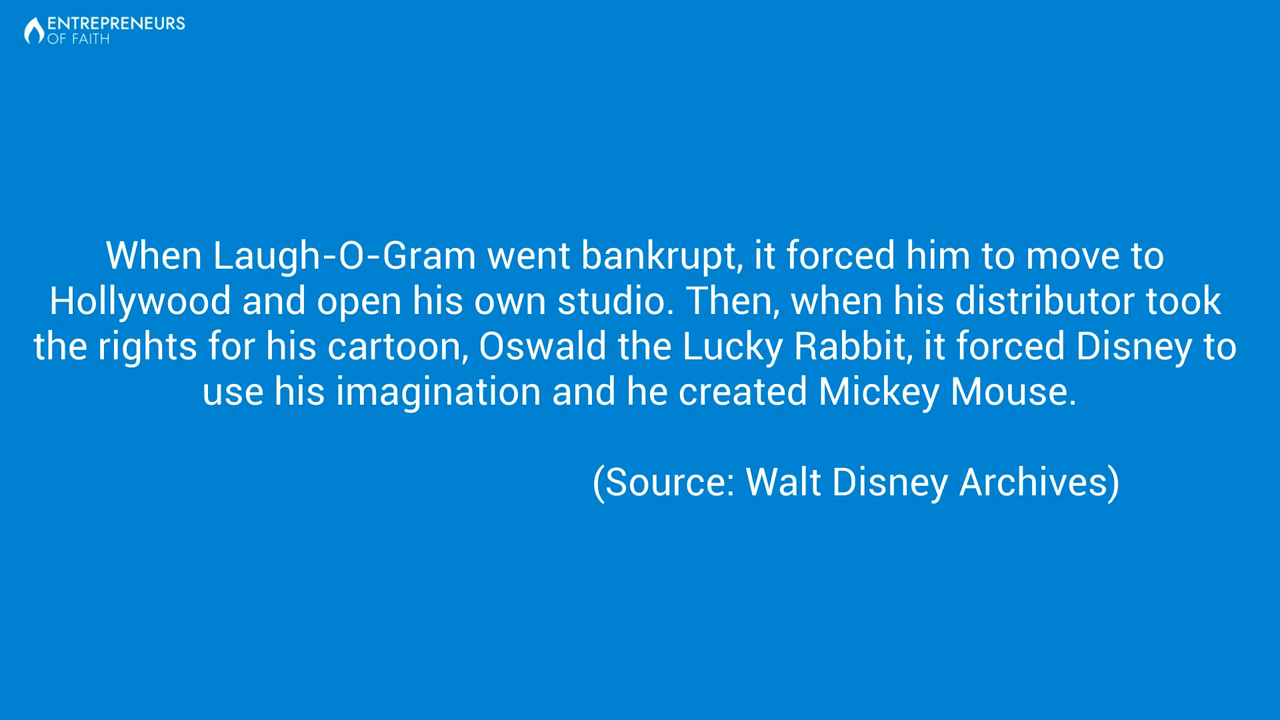 ENTREPRENEURS
OF FAITH
When Laugh-O-Gram went bankrupt, it forced him to move to
Hollywood and open his own studio. Then, when his distributor took
the rights for his cartoon, Oswald the Lucky Rabbit, it forced Disney to
use his imagination and he created Mickey Mouse.
(Source: Walt Disney Archives)